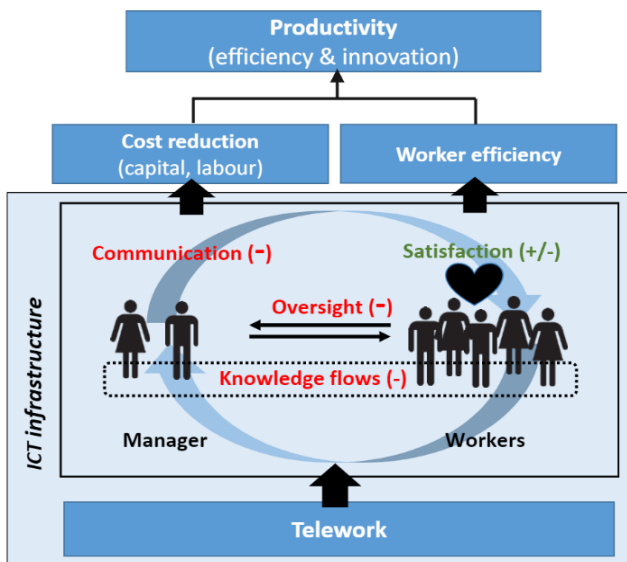 Productivity
(efficiency & innovation)
Cost reduction
(capital, labour)
Worker efficiency
Communication (-)
Satisfaction (+/-)
Oversight (-)
Knowledge flows (-)
Manager
Workers
ICT infrastructure
Telework